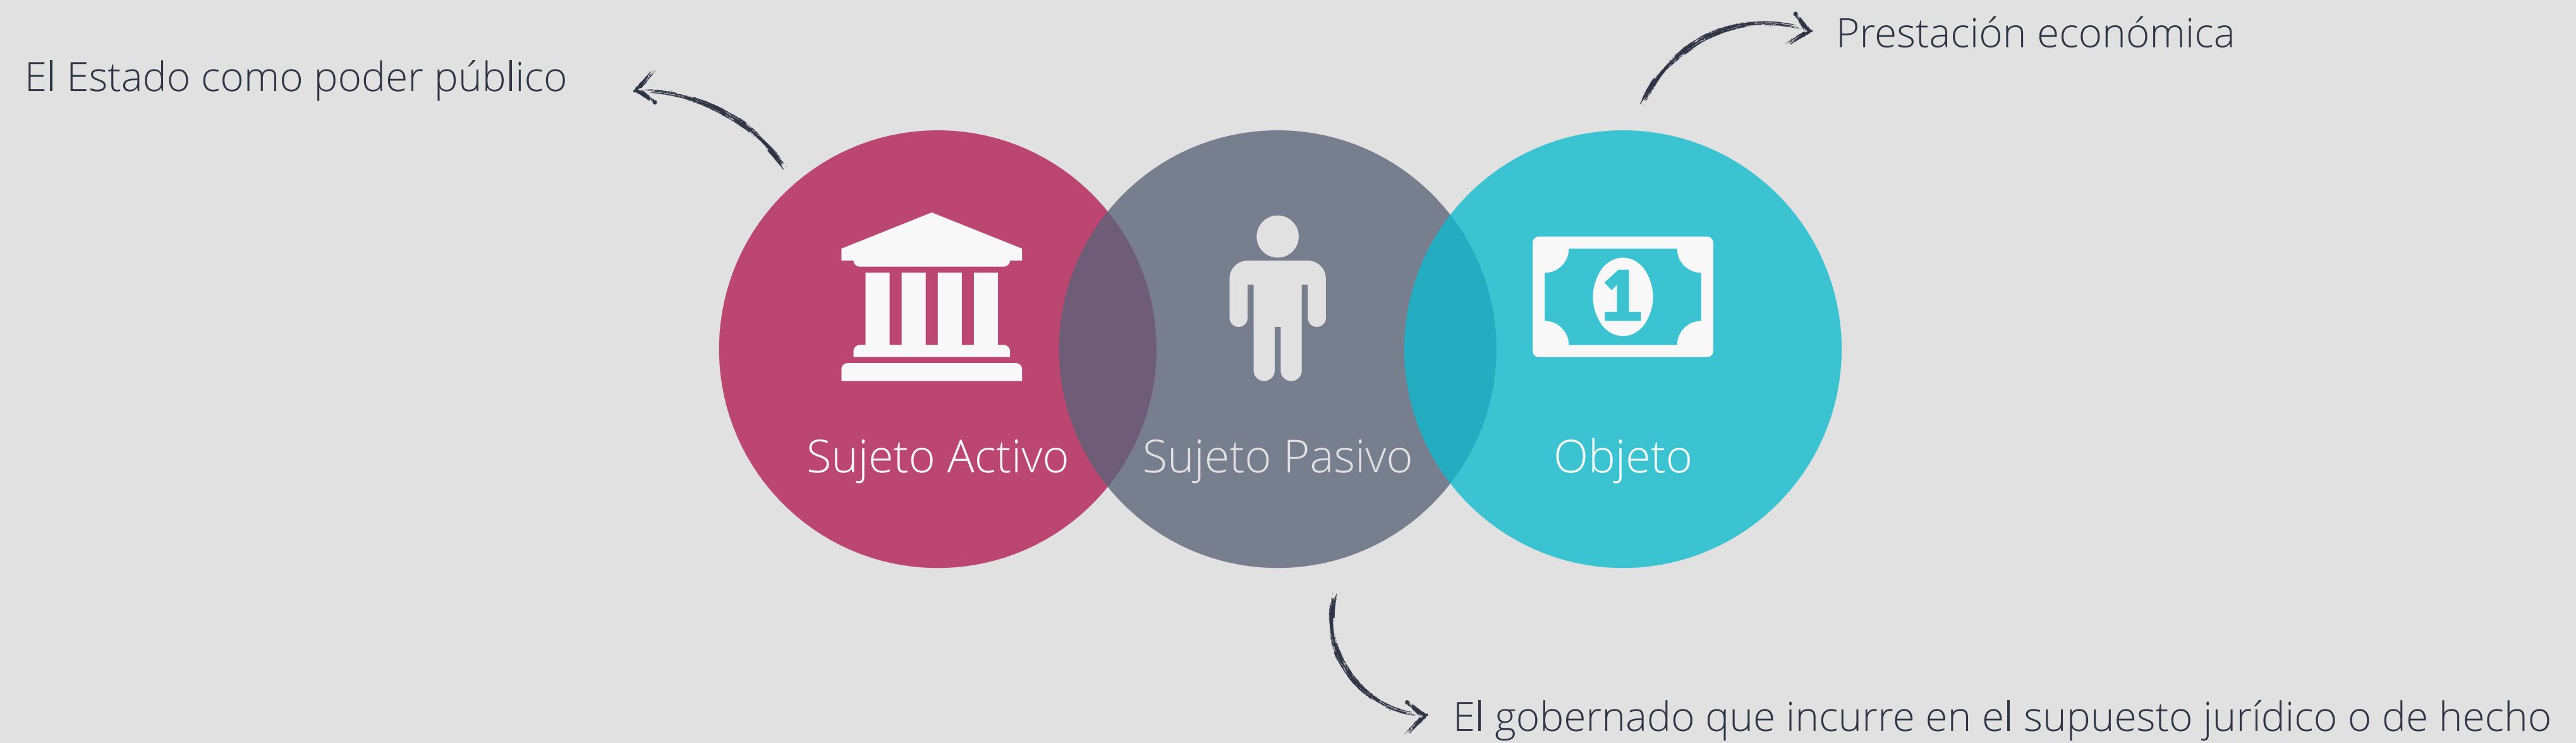 Prestación económica
El Estado como poder público
1
Sujeto Activo
Sujeto Pasivo
Objeto
El gobernado que incurre en el supuesto jurídico o de hecho